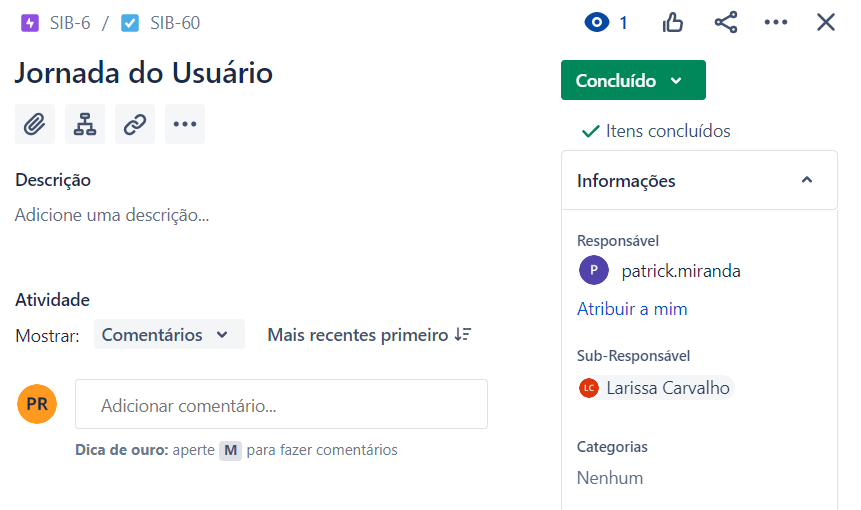 SIB-6 / SIB-60
1
Jornada do Usuário
Concluído
Itens concluídos
Descrição
Adicione uma descrição...
Informações
Responsável
P patrick.miranda
Atribuir a mim
Atividade
Mostrar: Comentários Mais recentes primeiro
Sub-Responsável
LC Larissa Carvalho
PR Adicionar comentário...
Dica de ouro: aperte M para fazer comentários
Categorias
Nenhum